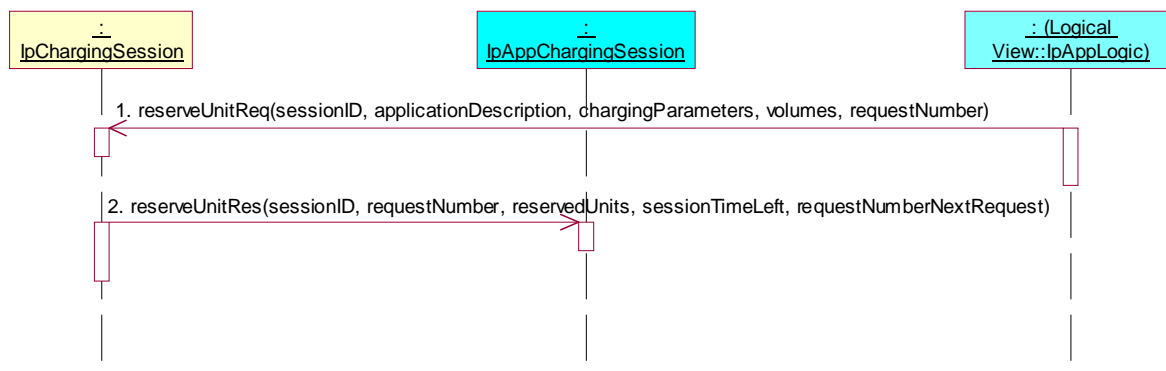 :
IpChargingSession
:
IpAppChargingSession
: (Logical
View::IpAppLogic)
1. reserveUnitReq(sessionID, applicationDescription, chargingParameters, volumes, requestNumber)
2. reserveUnitRes(sessionID, requestNumber, reservedUnits, sessionTimeLeft, requestNumberNextRequest)